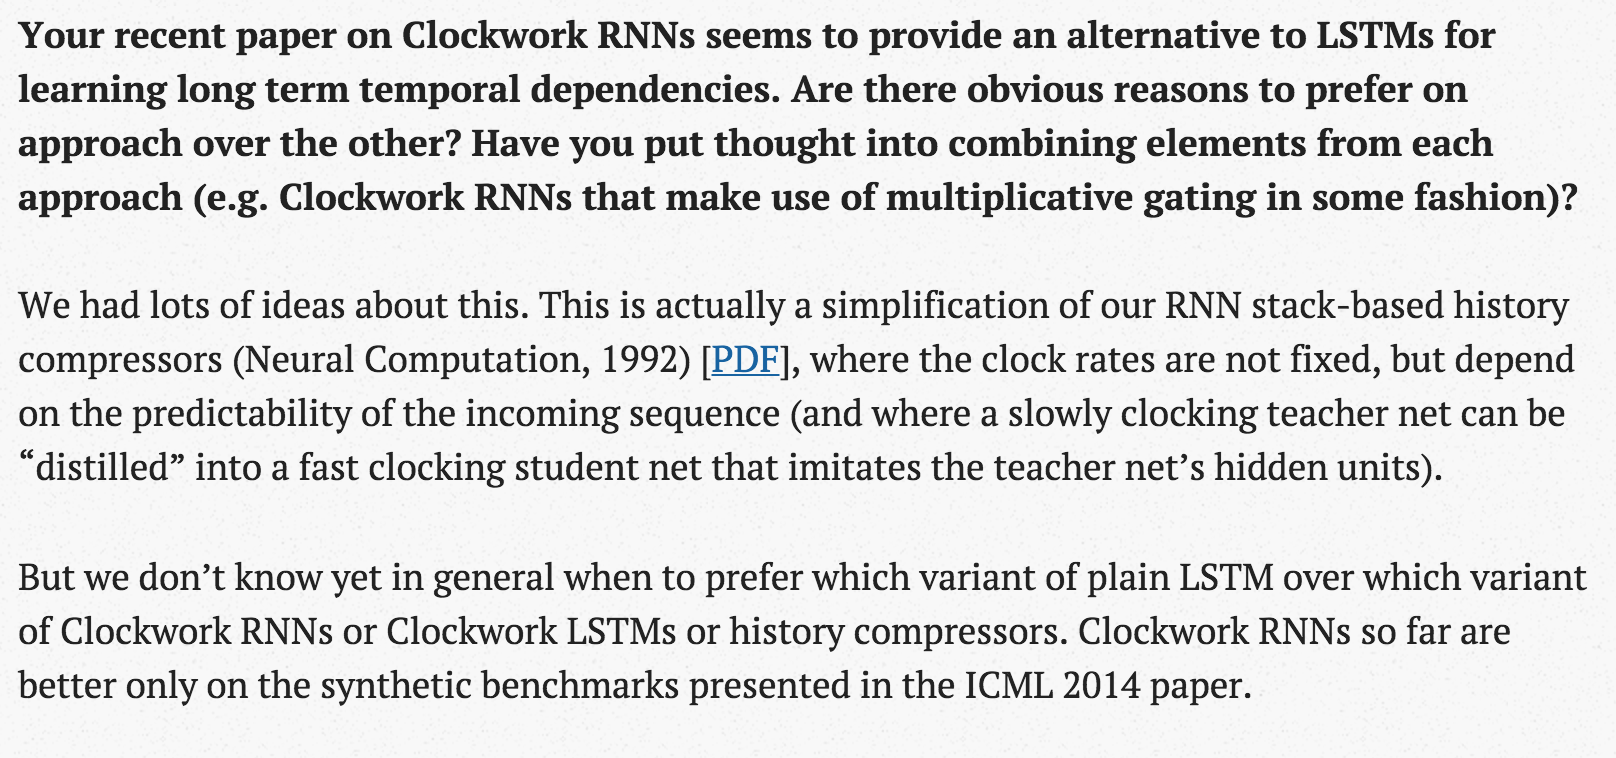 Your recent paper on Clockwork RNNs seems to provide an alternative to LSTMs for
learning long term temporal dependencies. Are there obvious reasons to prefer on
approach over the other? Have you put thought into combining elements from each
approach (e.g. Clockwork RNNs that make use of multiplicative gating in some fashion)?
We had lots of ideas about this. This is actually a simplification of our RNN stack-based history
compressors (Neural Computation, 1992) [PDF], where the clock rates are not fixed, but depend
on the predictability of the incoming sequence (and where a slowly clocking teacher net can be
“distilled” into a fast clocking student net that imitates the teacher net’s hidden units).
But we don’t know yet in general when to prefer which variant of plain LSTM over which variant
of Clockwork RNNs or Clockwork LSTMs or history compressors. Clockwork RNNs so far are
better only on the synthetic benchmarks presented in the ICML 2014 paper.